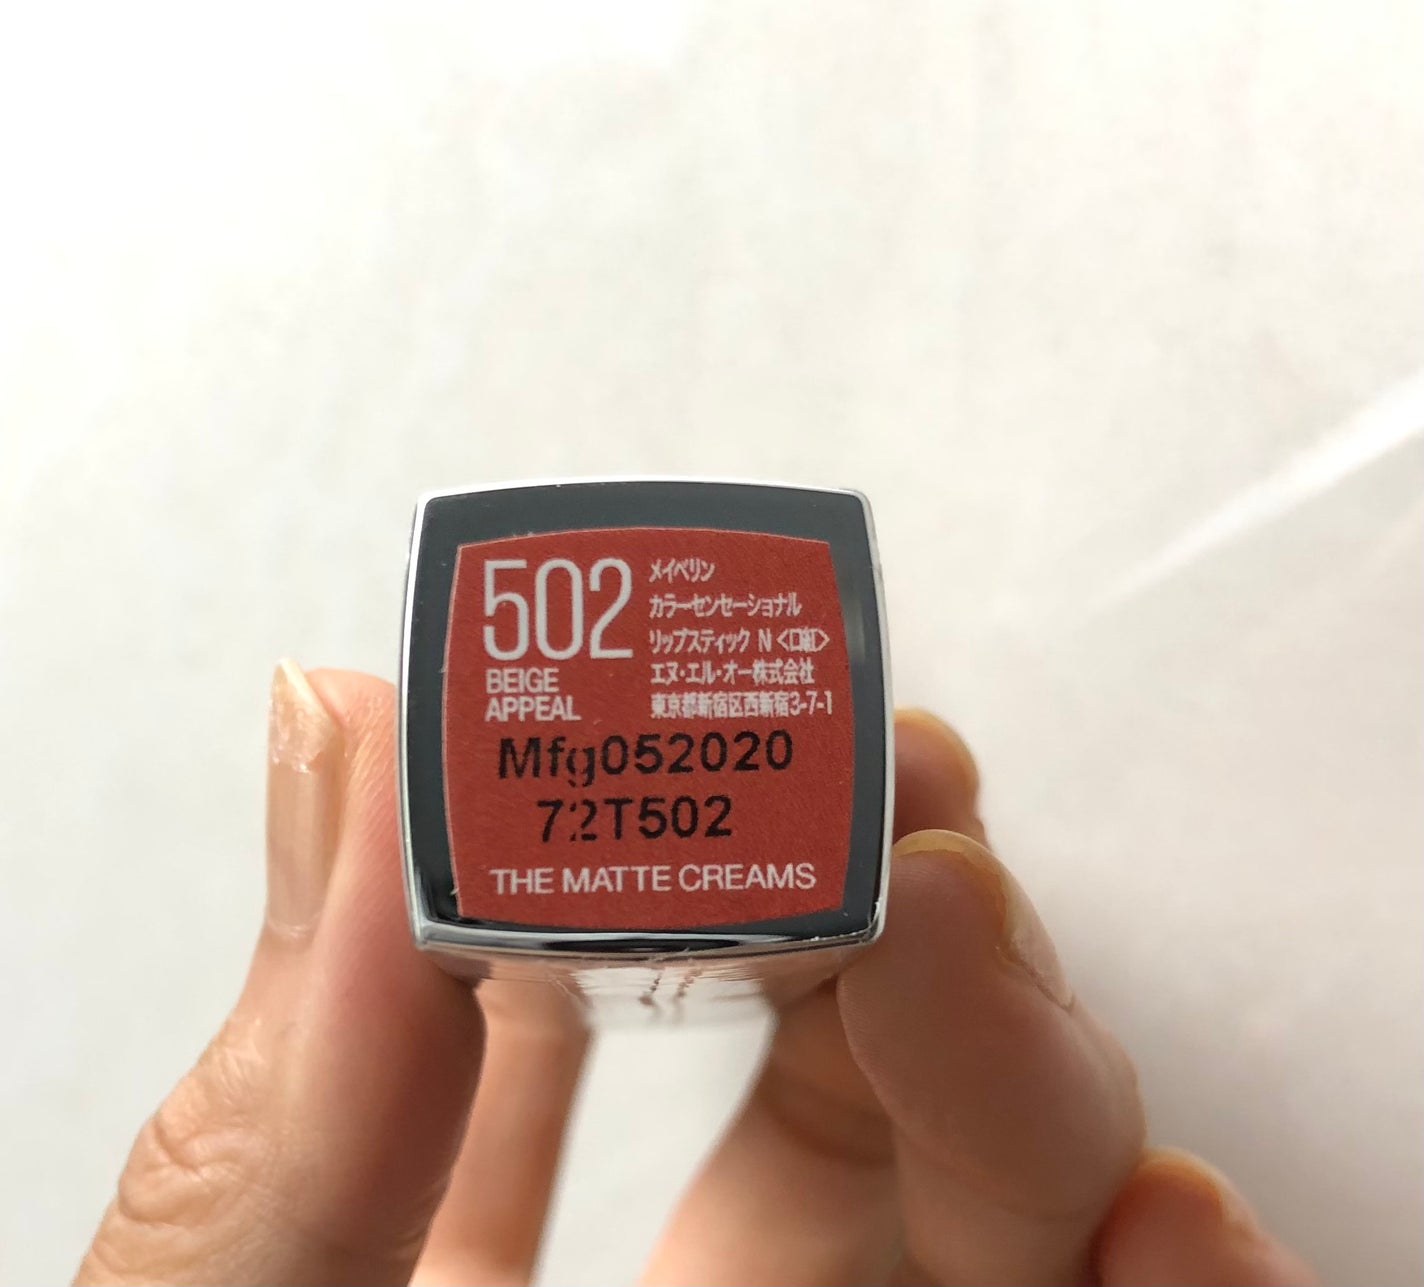 502
BEIGE
APPEAL
メイベリン
カラーセンセーショナル
リップスティック N <口紅>
エヌ・エル・オー株式会社
東京都新宿区西新宿3-7-1
Mfg052020
72T502
THE MATTE CREAMS